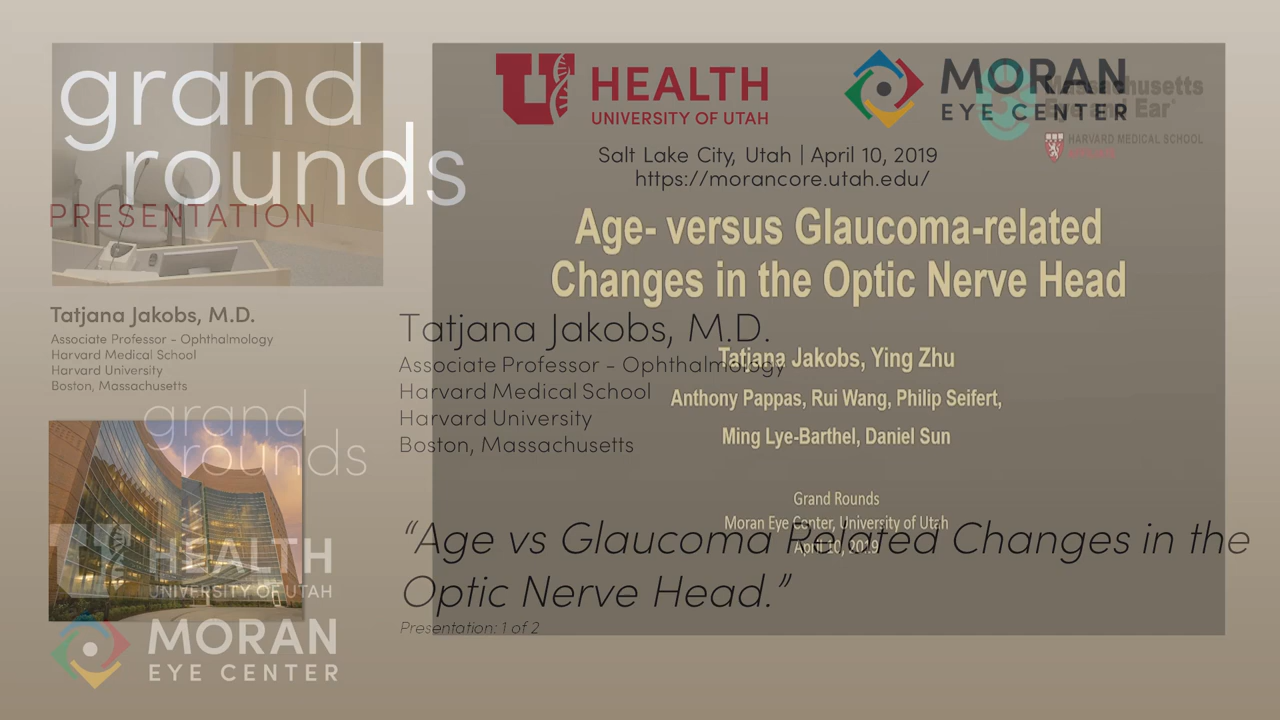 grand
rounds
PRESENTATION
Tatjana Jakobs, M.D.
Associate Professor - Ophthalmology
Harvard Medical School
Harvard University
Boston, Massachusetts
grand
rounds
U
HEALTH
UNIVERSITY OF UTAH
MORAN
EYE CENTER
U
HEALTH
UNIVERSITY OF UTAH
MORAN
EYE CENTER
Massachusetts
Eye and Ear
HARVARD MEDICAL SCHOOL
Salt Lake City, Utah | April 10, 2019
https://morancore.utah.edu/
Age- versus Glaucoma-related
Changes in the Optic Nerve Head
Tatjana Jakobs, Ying Zhu
Anthony Pappas, Rui Wang, Philip Seifert,
Ming Lye-Barthel, Daniel Sun
Grand Rounds
Moran Eye Center, University of Utah
April 10, 2019
Tatjana Jakobs, M.D.
Associate Professor - Ophthalmology
Harvard Medical School
Harvard University
Boston, Massachusetts
“Age vs Glaucoma Related Changes in the
Optic Nerve Head.”
Presentation: 1 of 2